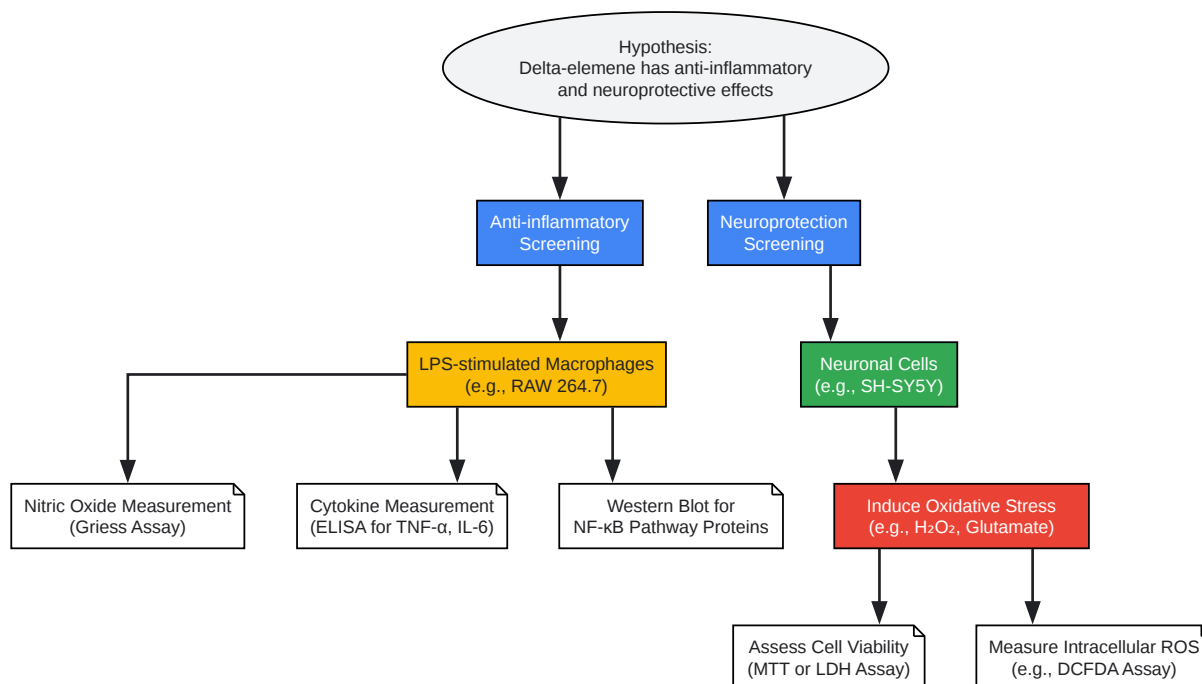 Hypothesis:
Delta-elemene has anti-inflammatory
and neuroprotective effects
Anti-inflammatory
Screening
Neuroprotection
Screening
LPS-stimulated Macrophages
(e.g., RAW 264.7)
Neuronal Cells
(e.g., SH-SY5Y)
Nitric Oxide Measurement
(Griess Assay)
Cytokine Measurement
(ELISA for TNF-α, IL-6)
Western Blot for
NF-κB Pathway Proteins
Induce Oxidative Stress
(e.g., H₂O₂, Glutamate)
Assess Cell Viability
(MTT or LDH Assay)
Measure Intracellular ROS
(e.g., DCFDA Assay)